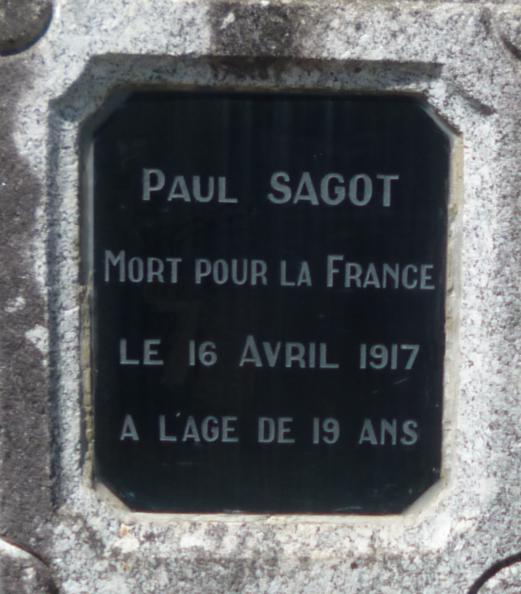 PAUL SAGOT
MORT POUR LA FRANCE
LE 16 AVRIL 1917
A L'AGE DE 19 ANS